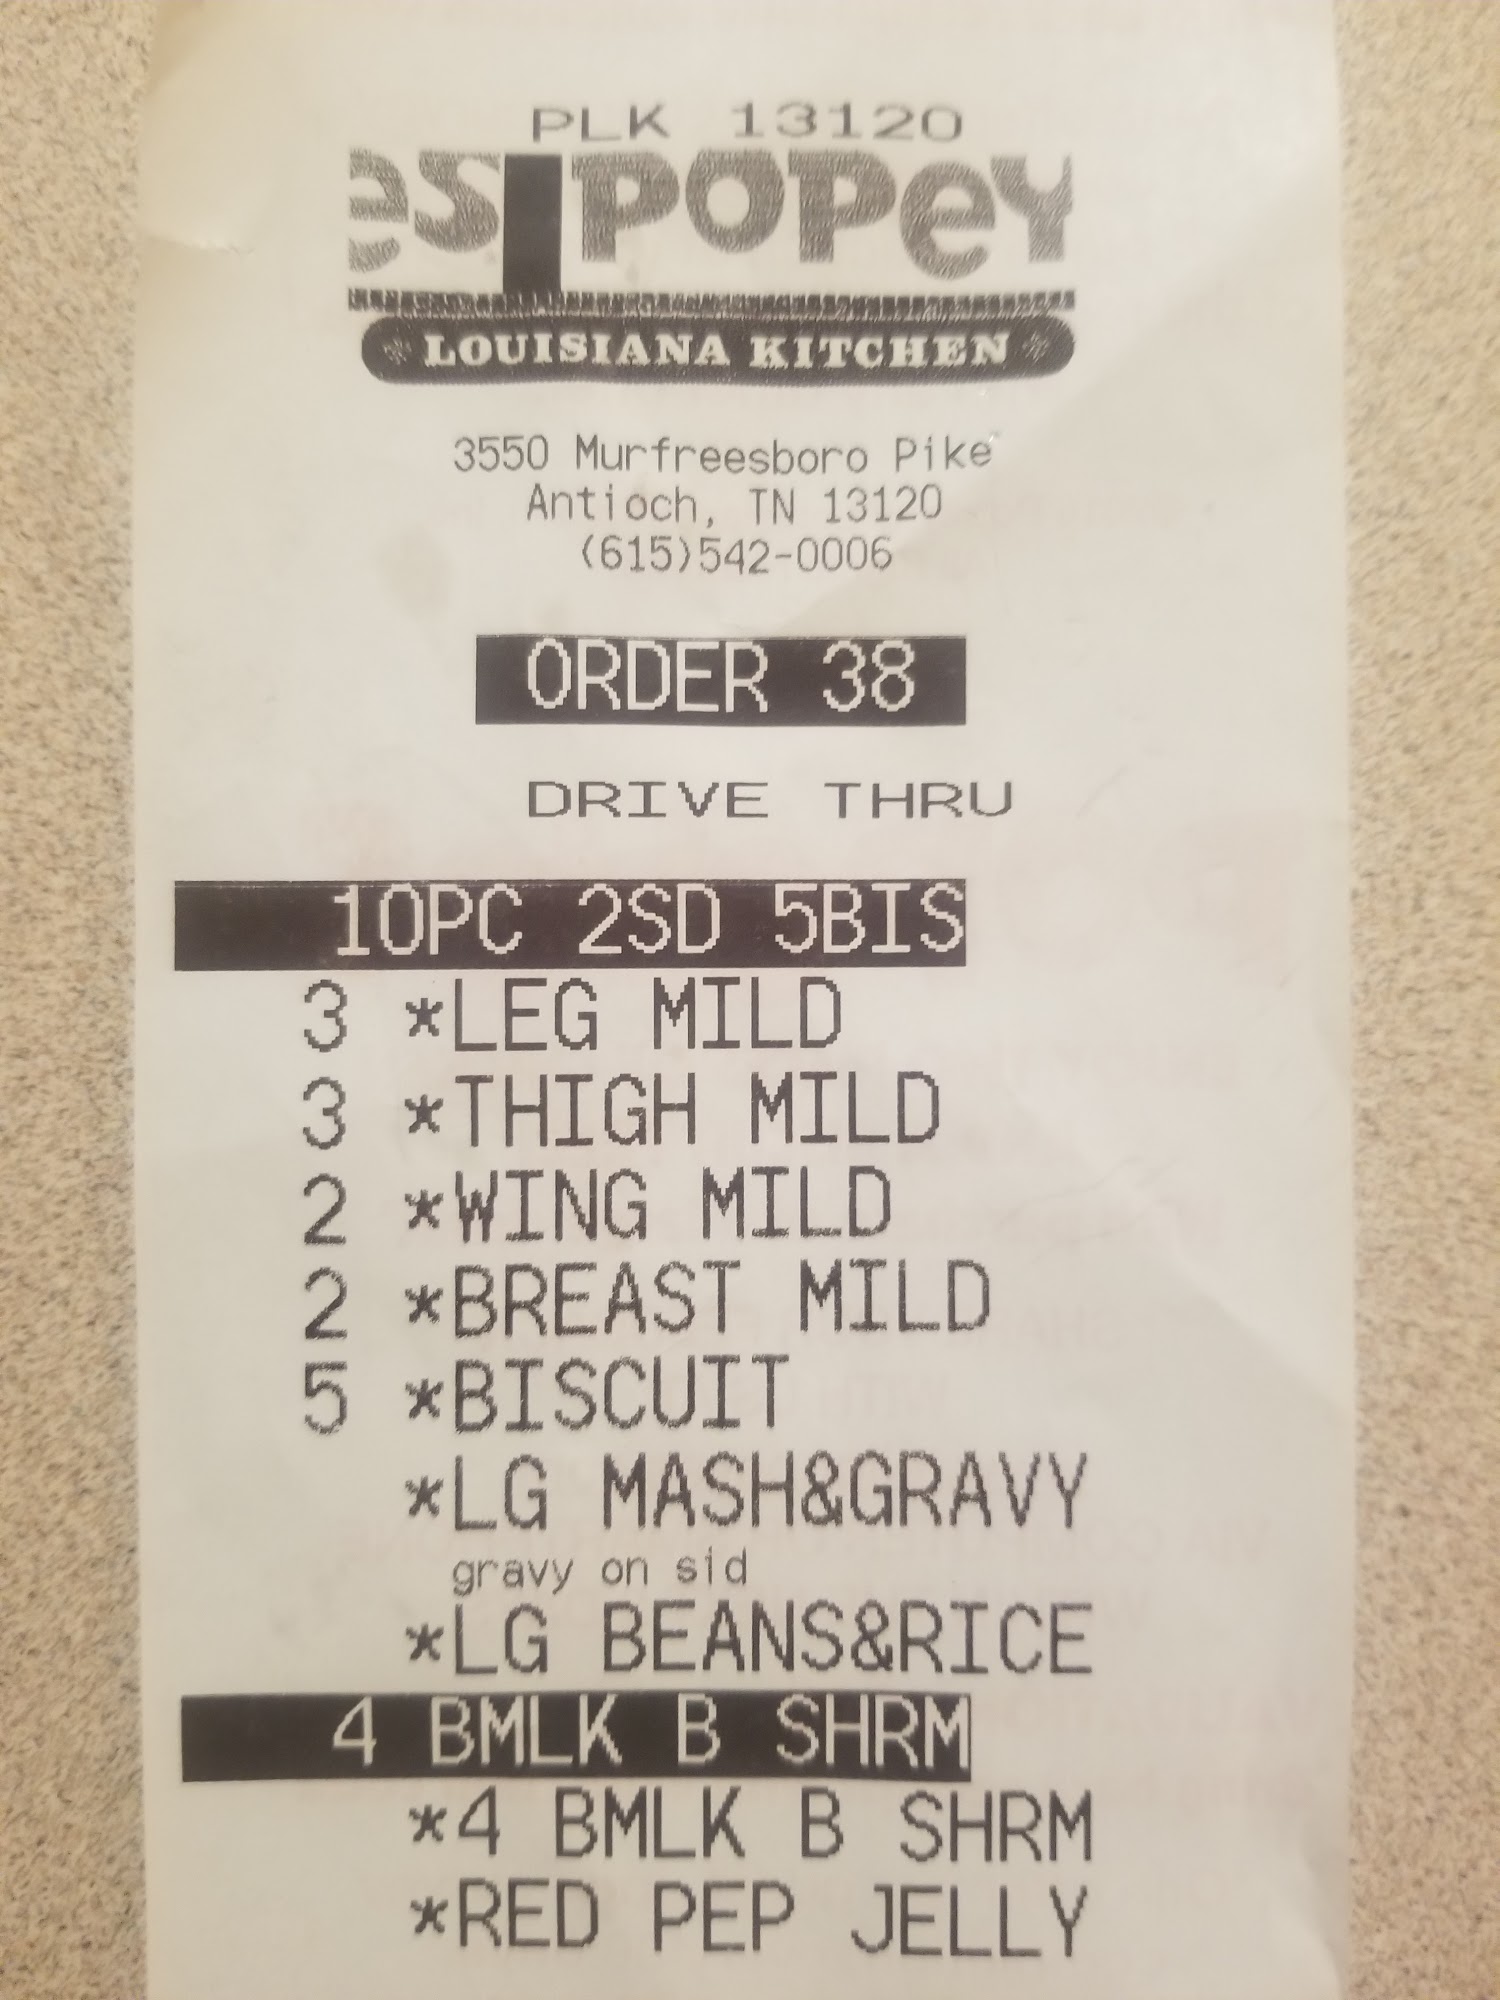 PLK 13120
es POPEY
LOUISIANA KITCHEN
3550 Murfreesboro Pike
Antioch, TN 13120
(615)542-0006
ORDER 38
DRIVE THRU
10PC 2SD 5BIS
3 *LEG MILD
3 *THIGH MILD
2 *WING MILD
2 *BREAST MILD
5 *BISCUIT
*LG MASH&GRAVY
gravy on sid
*LG BEANS&RICE
4 BMLK B SHRM
*4 BMLK B SHRM
*RED PEP JELLY